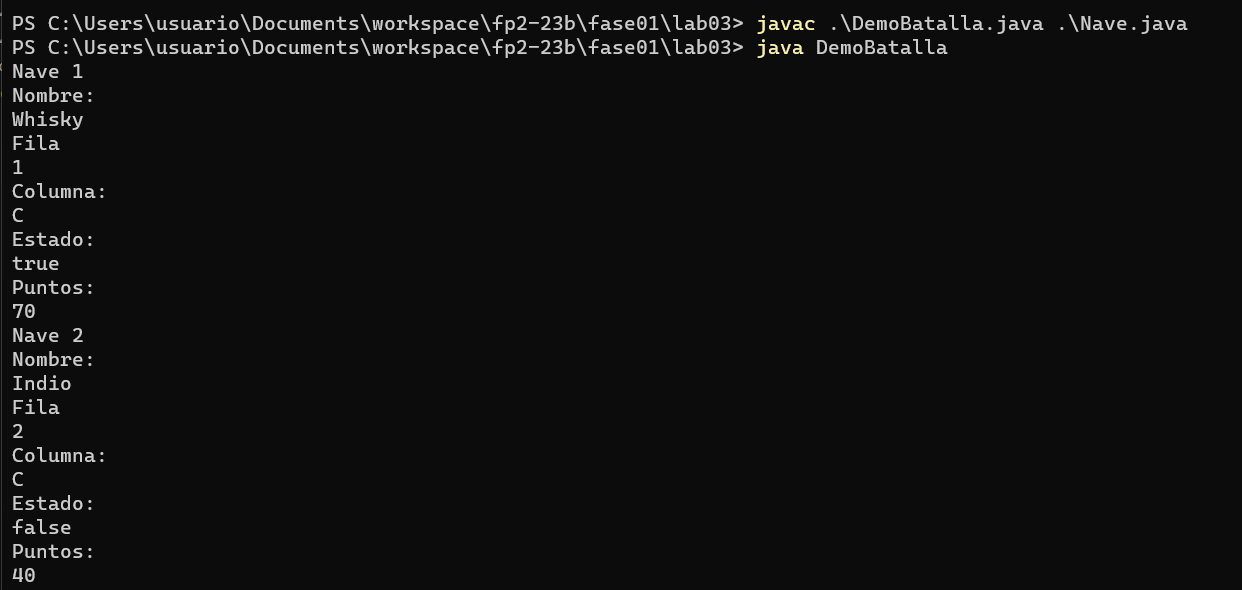 PS C:\Users\usuario\Documents\workspace\fp2-23b\fase01\lab03> javac .\DemoBatalla.java .\Nave.java
PS C:\Users\usuario\Documents\workspace\fp2-23b\fase01\lab03> java DemoBatalla
Nave 1
Nombre:
Whisky
Fila
1
Columna:
C
Estado:
true
Puntos:
70
Nave 2
Nombre:
Indio
Fila
2
Columna:
C
Estado:
false
Puntos:
40